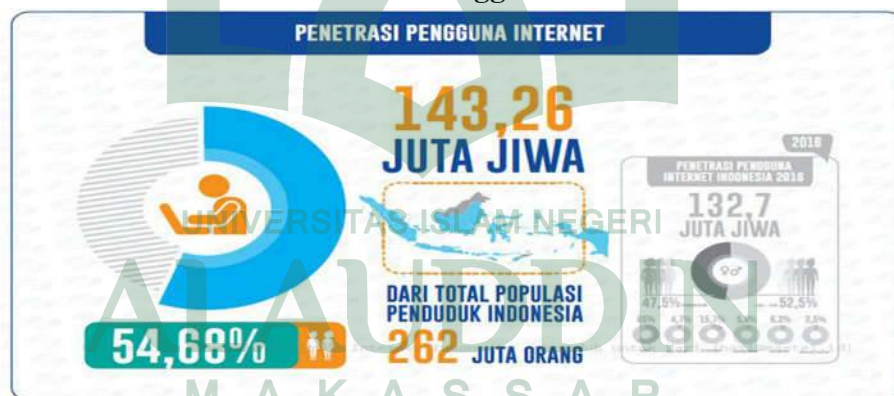 PENETRASI PENGGUNA INTERNET
143,26
JUTA JIWA
DARI TOTAL POPULASI
PENDUDUK INDONESIA
262 JUTA ORANG
54,68%
2016
PENETRASI PENGGUNA
INTERNET INDONESIA 2016
132,7
JUTA JIWA
47,5% 52,5%
UNIVERSITAS ISLAM NEGERI
ALAUDDIN
MAKASSAR